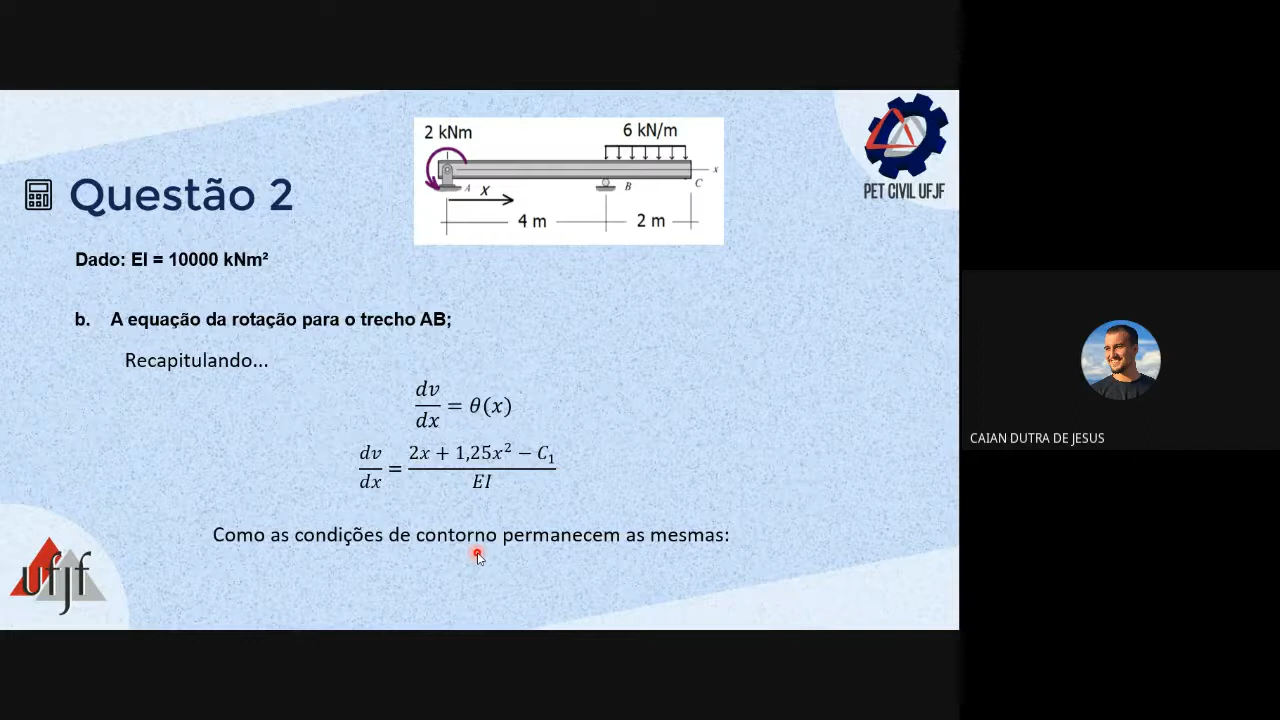 2 kNm
6 kN/m
A
X
B
C
x
4 m
2 m
PET CIVIL UFJF
Questão 2
Dado: EI = 10000 kNm²
b. A equação da rotação para o trecho AB;
Recapitulando...
dv/dx = θ(x)
dv/dx = (2x + 1,25x² − C₁)/EI
Como as condições de contorno permanecem as mesmas:
ufjf
CAIAN DUTRA DE JESUS